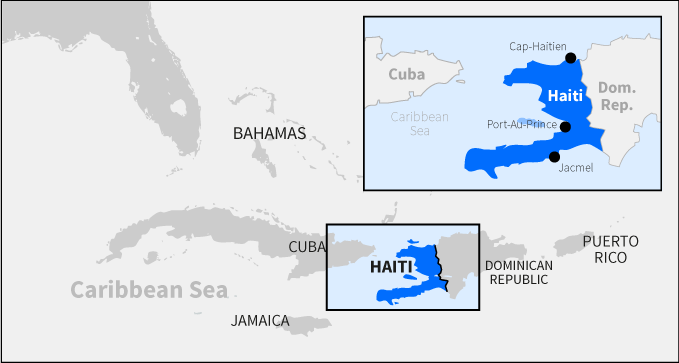 Cap-Haïtien
Cuba
Haiti
Dom.
Rep.
Caribbean
Sea
Port-Au-Prince
Jacmel
BAHAMAS
CUBA
HAITI
DOMINICAN
REPUBLIC
PUERTO
RICO
Caribbean Sea
JAMAICA